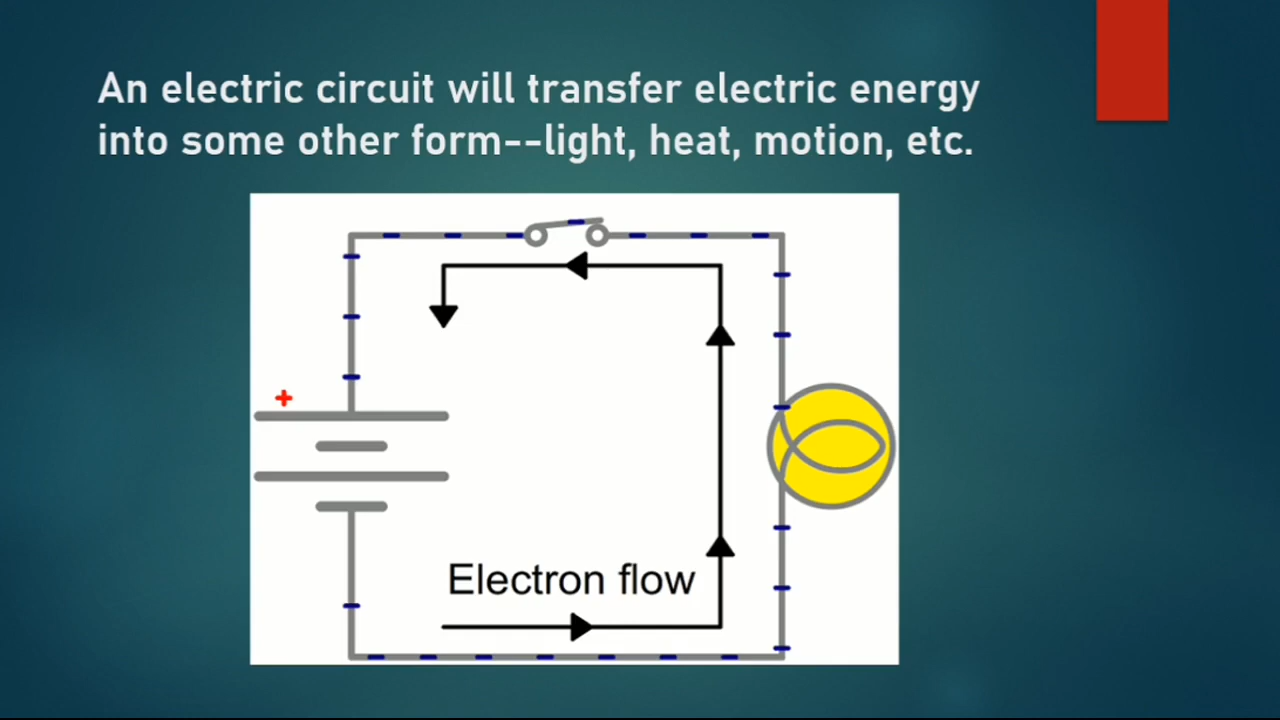 An electric circuit will transfer electric energy
into some other form--light, heat, motion, etc.
+
Electron flow